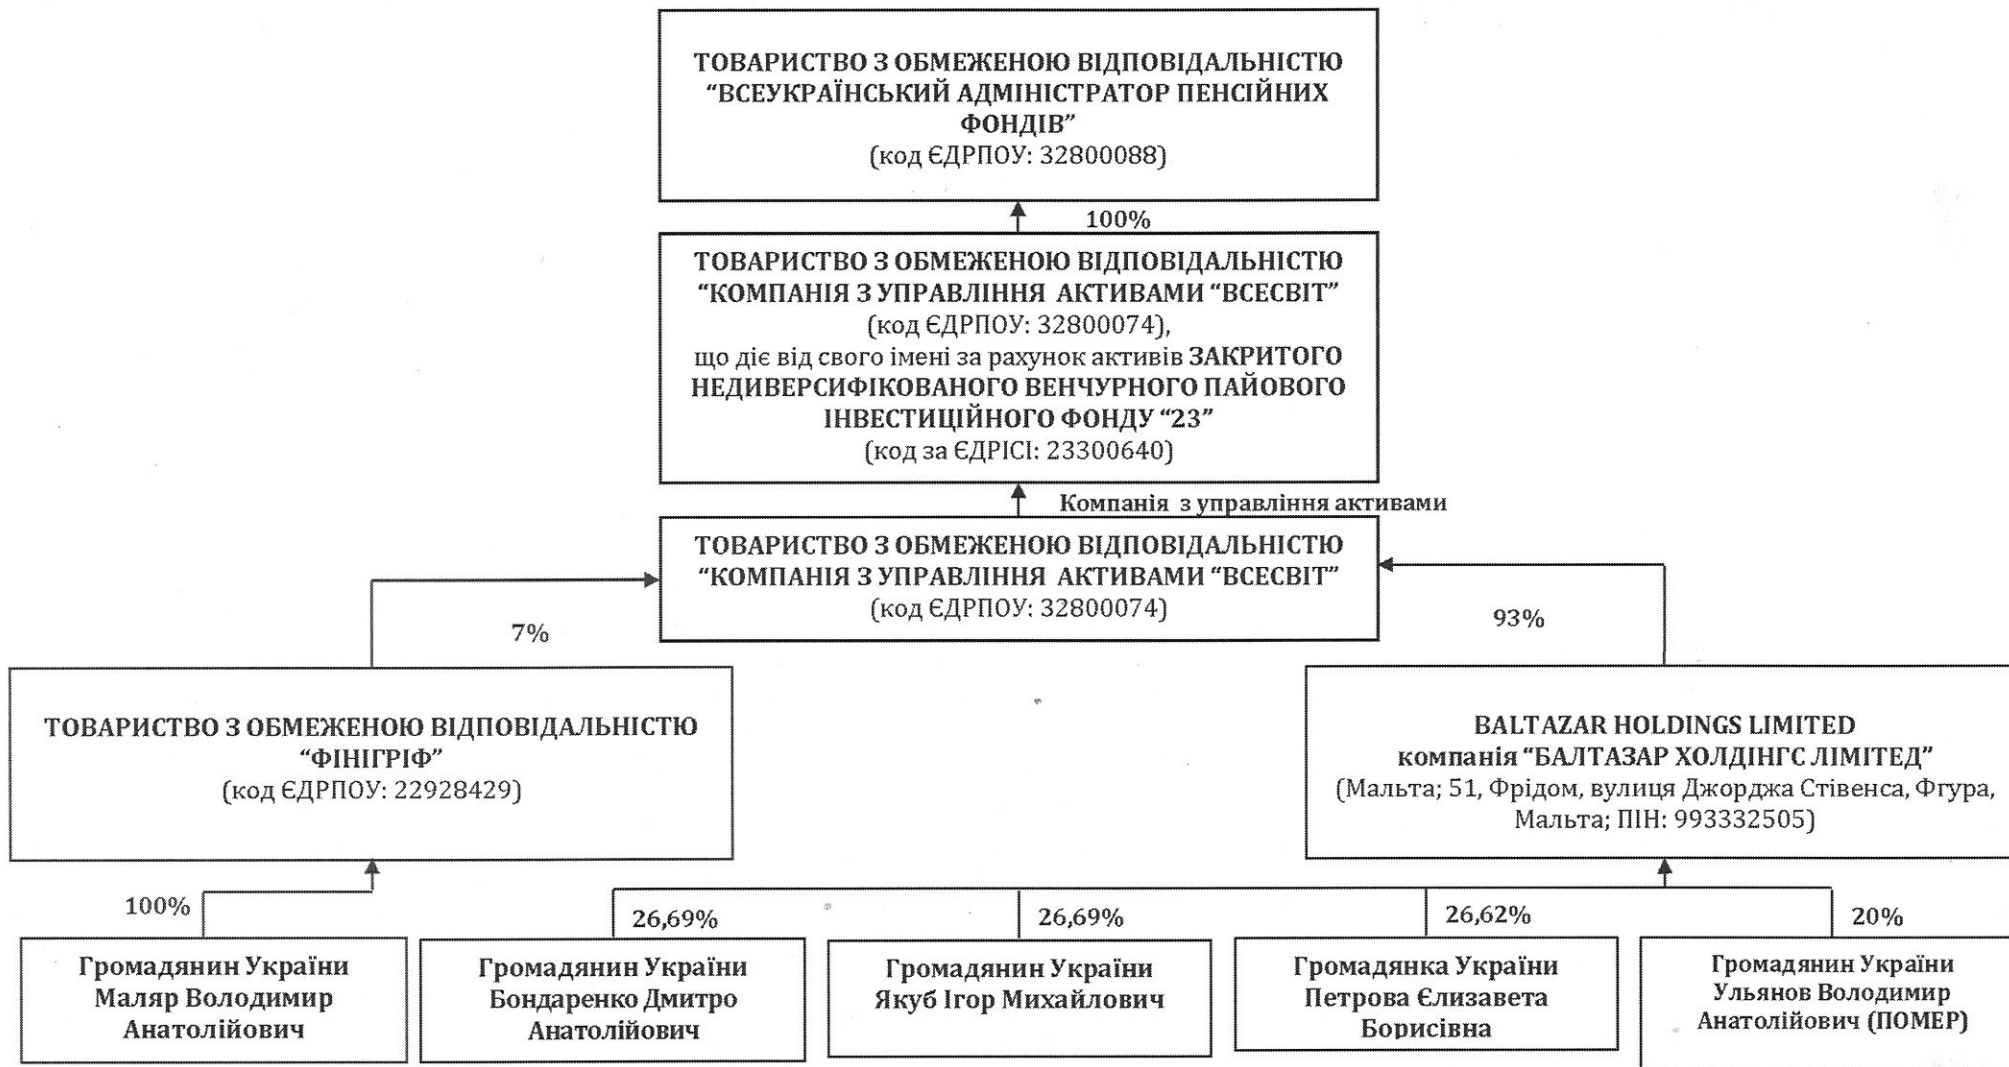 ТОВАРИСТВО З ОБМЕЖЕНОЮ ВІДПОВІДАЛЬНІСТЮ
“ВСЕУКРАЇНСЬКИЙ АДМІНІСТРАТОР ПЕНСІЙНИХ
ФОНДІВ”
(код ЄДРПОУ: 32800088)
100%
ТОВАРИСТВО З ОБМЕЖЕНОЮ ВІДПОВІДАЛЬНІСТЮ
“КОМПАНІЯ З УПРАВЛІННЯ АКТИВАМИ “ВСЕСВІТ”
(код ЄДРПОУ: 32800074),
що діє від свого імені за рахунок активів ЗАКРИТОГО
НЕДИВЕРСИФІКОВАНОГО ВЕНЧУРНОГО ПАЙОВОГО
ІНВЕСТИЦІЙНОГО ФОНДУ “23”
(код за ЄДРІСІ: 23300640)
Компанія з управління активами
ТОВАРИСТВО З ОБМЕЖЕНОЮ ВІДПОВІДАЛЬНІСТЮ
“КОМПАНІЯ З УПРАВЛІННЯ АКТИВАМИ “ВСЕСВІТ”
(код ЄДРПОУ: 32800074)
7%
93%
ТОВАРИСТВО З ОБМЕЖЕНОЮ ВІДПОВІДАЛЬНІСТЮ
“ФІНІГРІФ”
(код ЄДРПОУ: 22928429)
BALTAZAR HOLDINGS LIMITED
компанія “БАЛТАЗАР ХОЛДІНГС ЛІМІТЕД”
(Мальта; 51, Фрідом, вулиця Джорджа Стівенса, Фгура,
Мальта; ПІН: 993332505)
100%
26,69%
26,69%
26,62%
20%
Громадянин України
Маляр Володимир
Анатолійович
Громадянин України
Бондаренко Дмитро
Анатолійович
Громадянин України
Якуб Ігор Михайлович
Громадянка України
Петрова Єлизавета
Борисівна
Громадянин України
Ульянов Володимир
Анатолійович (ПОМЕР)